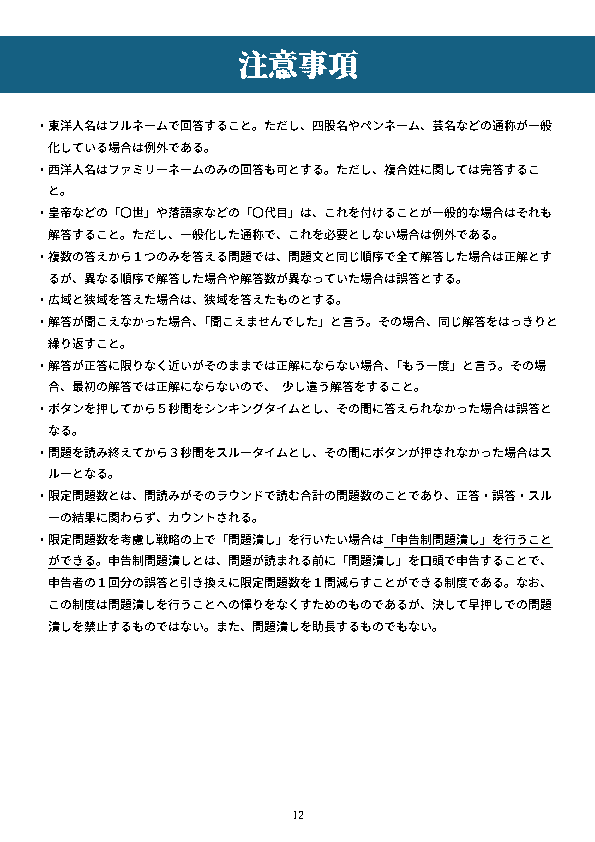 注意事項
・東洋人名はフルネームで回答すること。ただし、四股名やペンネーム、芸名などの通称が一般
化している場合は例外である。
・西洋人名はファミリーネームのみの回答も可とする。ただし、複合姓に関しては完答するこ
と。
・皇帝などの「〇世」や落語家などの「〇代目」は、これを付けることが一般的な場合はそれも
解答すること。ただし、一般化した通称で、これを必要としない場合は例外である。
・複数の答えから１つのみを答える問題では、問題文と同じ順序で全て解答した場合は正解とす
るが、異なる順序で解答した場合や解答数が異なっていた場合は誤答とする。
・広域と狭域を答えた場合は、狭域を答えたものとする。
・解答が聞こえなかった場合、「聞こえませんでした」と言う。その場合、同じ解答をはっきりと
繰り返すこと。
・解答が正答に限りなく近いがそのままでは正解にならない場合、「もう一度」と言う。その場
合、最初の解答では正解にならないので、 少し違う解答をすること。
・ボタンを押してから５秒間をシンキングタイムとし、その間に答えられなかった場合は誤答と
なる。
・問題を読み終えてから３秒間をスルータイムとし、その間にボタンが押されなかった場合はス
ルーとなる。
・限定問題数とは、問読みがそのラウンドで読む合計の問題数のことであり、正答・誤答・スル
ーの結果に関わらず、カウントされる。
・限定問題数を考慮し戦略の上で「問題潰し」を行いたい場合は「申告制問題潰し」を行うこと
ができる。申告制問題潰しとは、問題が読まれる前に「問題潰し」を口頭で申告することで、
申告者の１回分の誤答と引き換えに限定問題数を１問減らすことができる制度である。なお、
この制度は問題潰しを行うことへの憚りをなくすためのものであるが、決して早押しでの問題
潰しを禁止するものではない。また、問題潰しを助長するものでもない。
12